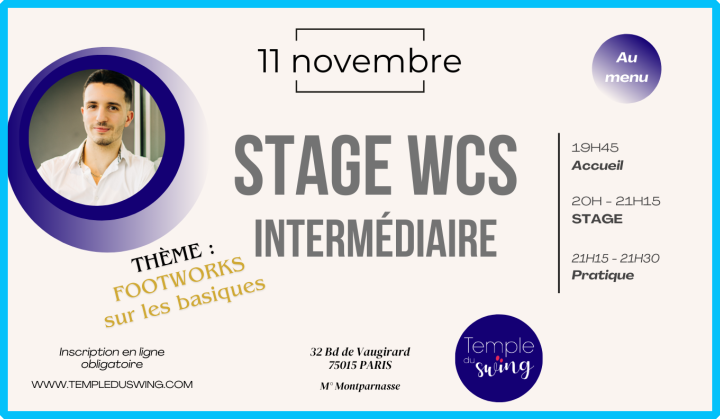 11 novembre
Au
menu
STAGE WCS
INTERMÉDIAIRE
19H45
Accueil
20H - 21H15
STAGE
21H15 - 21H30
Pratique
THÈME :
FOOTWORKS
sur les basiques
Inscription en ligne
obligatoire
WWW.TEMPLEDUSWING.COM
32 Bd de Vaugirard
75015 PARIS
M° Montparnasse
Temple
du
swing